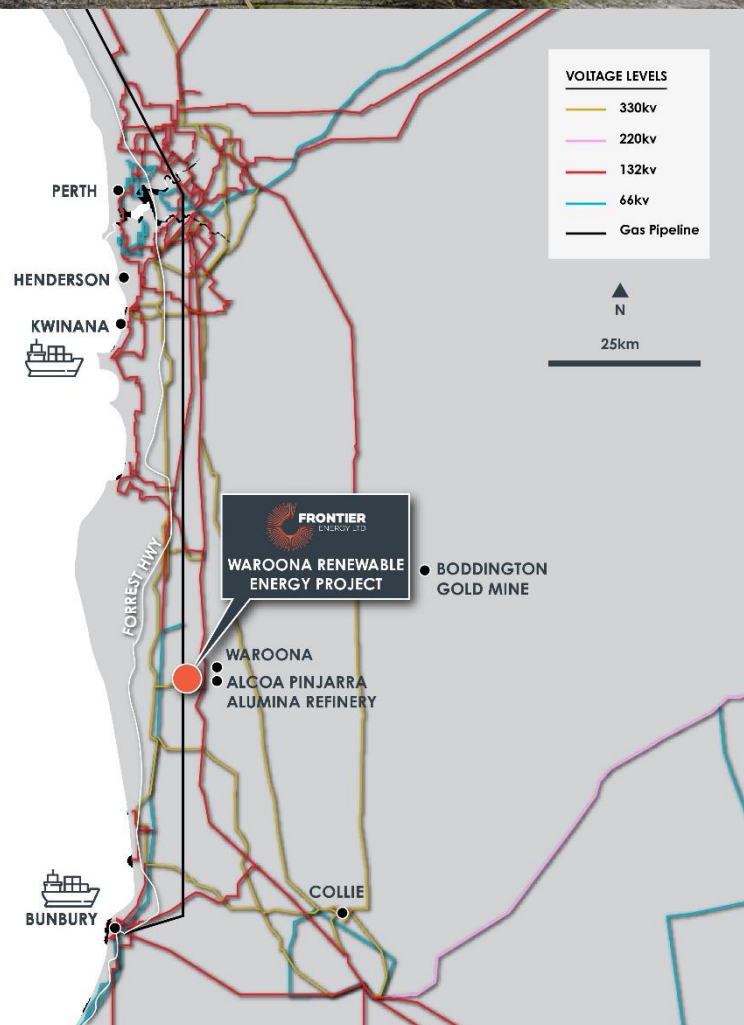 VOLTAGE LEVELS
330kv
220kv
132kv
66kv
Gas Pipeline
N
25km
PERTH
HENDERSON
KWINANA
FORREST HWY
FRONTIER
ENERGY LTD
WAROONA RENEWABLE
ENERGY PROJECT
BODDINGTON
GOLD MINE
WAROONA
ALCOA PINJARRA
ALUMINA REFINERY
COLLIE
BUNBURY